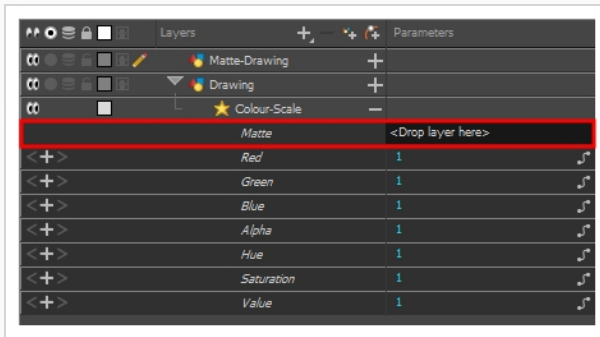 Layers Parameters
Matte-Drawing
Drawing
Colour-Scale
Matte <Drop layer here>
Red 1
Green 1
Blue 1
Alpha 1
Hue 1
Saturation 1
Value 1